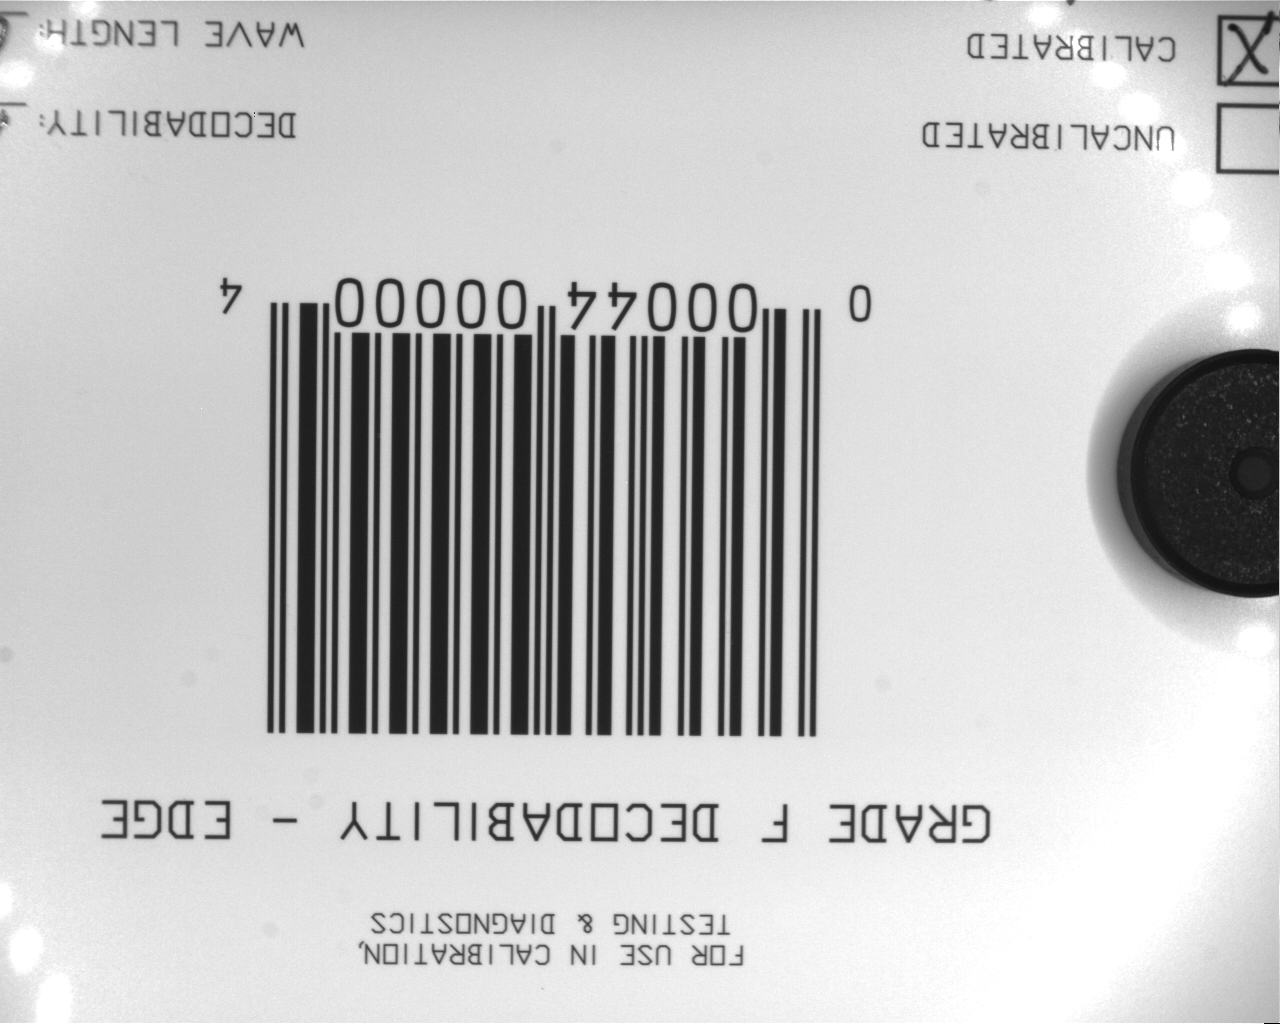 FOR USE IN CALIBRATION,
TESTING & DIAGNOSTICS
GRADE F DECODABILITY - EDGE
0 00044 00000 4
UNCALIBRATED DECODABILITY:
X CALIBRATED WAVE LENGTH: